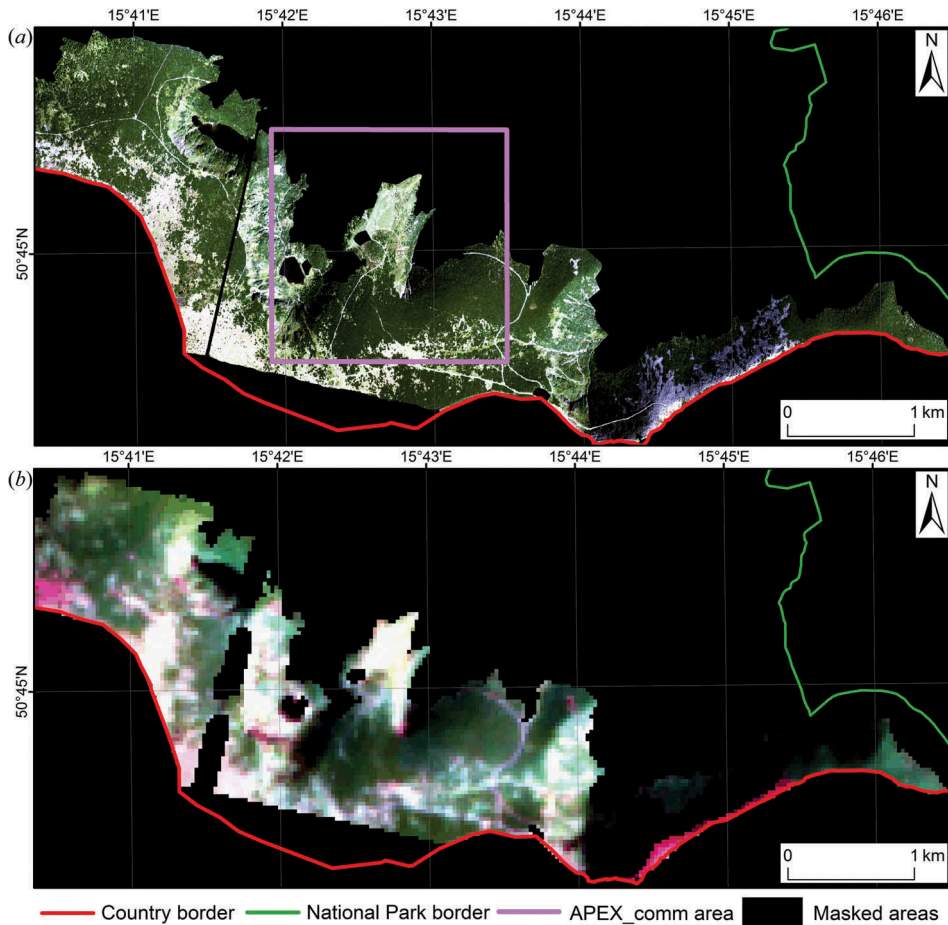 15°41'E 15°42'E 15°43'E 15°44'E 15°45'E 15°46'E
(a)
N
50°45'N
0 1 km
15°41'E 15°42'E 15°43'E 15°44'E 15°45'E 15°46'E
(b)
N
50°45'N
0 1 km
Country border National Park border APEX_comm area Masked areas